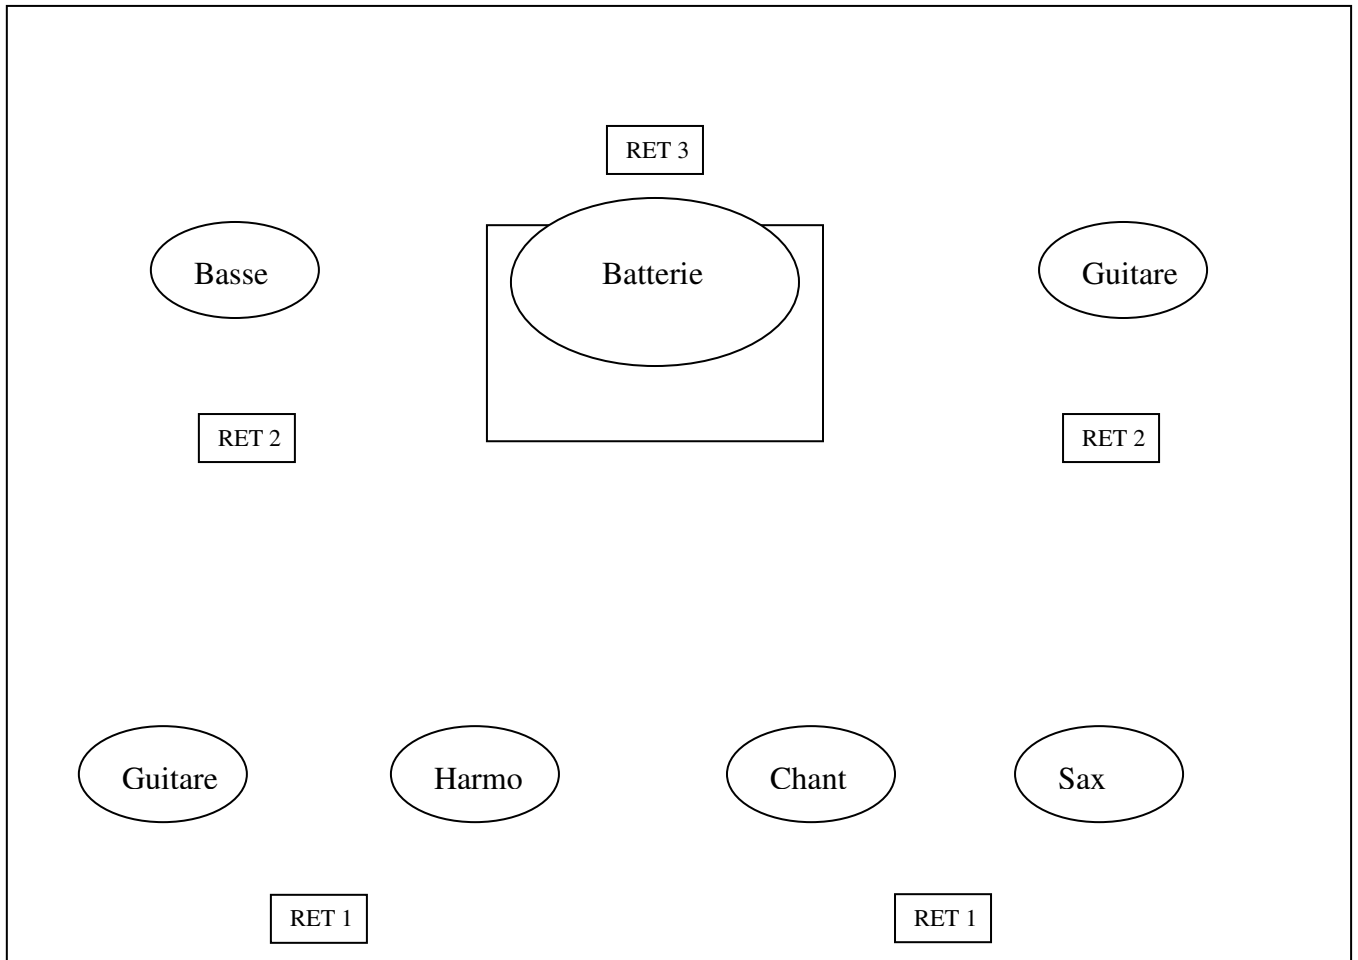 RET 3
Basse
Batterie
Guitare
RET 2
RET 2
Guitare
Harmo
Chant
Sax
RET 1
RET 1